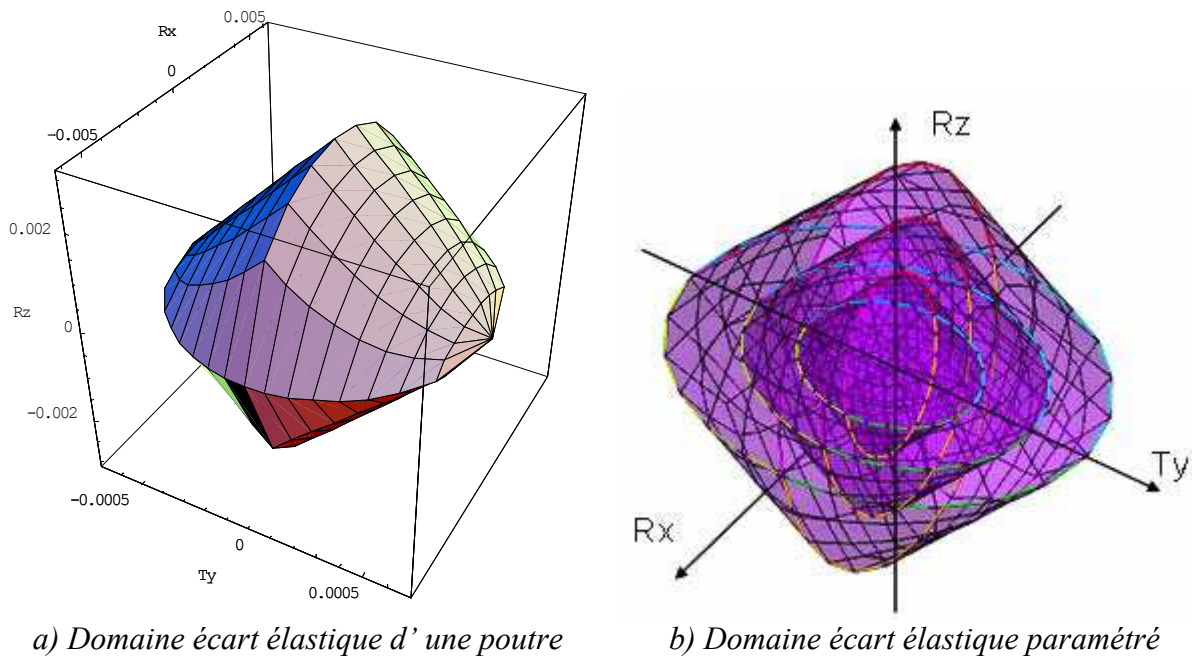 Rx
0.005
0
-0.005
0.002
Rz
0
-0.002
-0.0005
0
Ty
0.0005
Rz
Ty
Rx
a) Domaine écart élastique d’ une poutre
b) Domaine écart élastique paramétré